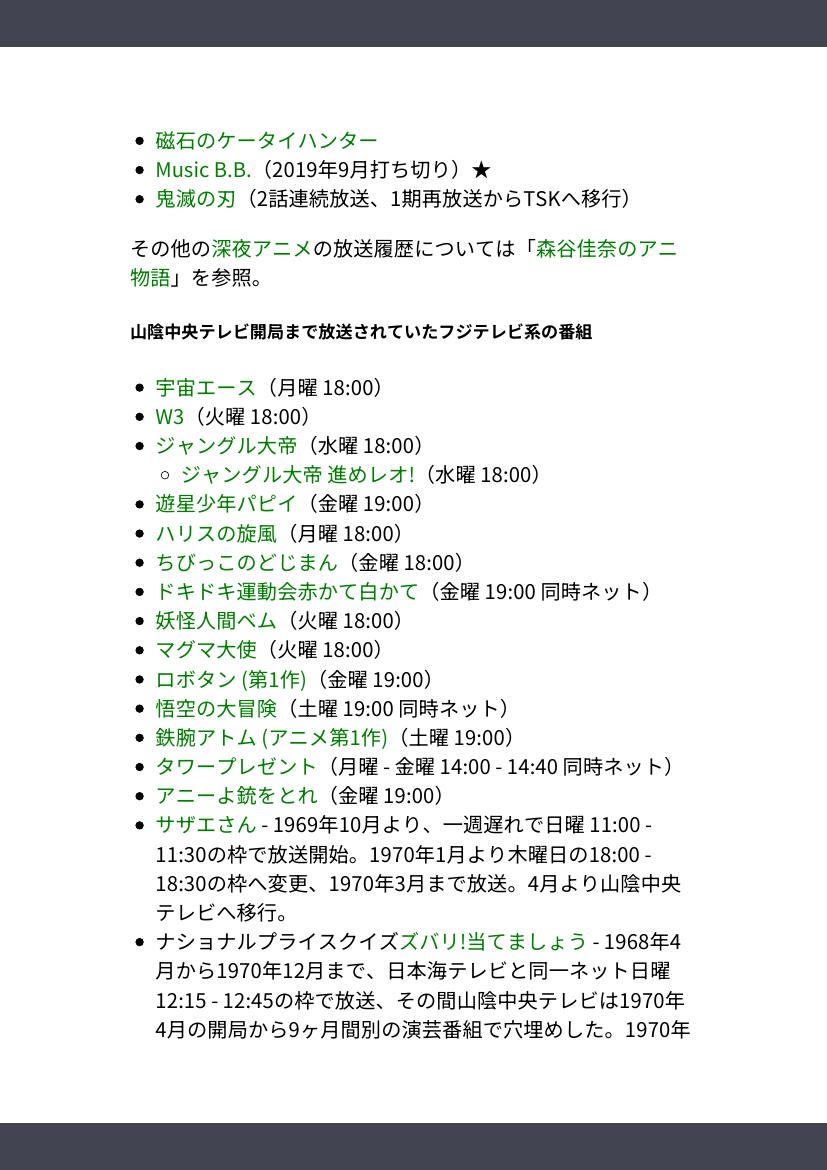 磁石のケータイハンター
Music B.B.（2019年9月打ち切り）★
鬼滅の刃（2話連続放送、1期再放送からTSKへ移行）
その他の深夜アニメの放送履歴については「森谷佳奈のアニ
物語」を参照。
山陰中央テレビ開局まで放送されていたフジテレビ系の番組
宇宙エース（月曜 18:00）
W3（火曜 18:00）
ジャングル大帝（水曜 18:00）
ジャングル大帝 進めレオ!（水曜 18:00）
遊星少年パピイ（金曜 19:00）
ハリスの旋風（月曜 18:00）
ちびっこのどじまん（金曜 18:00）
ドキドキ運動会赤かて白かて（金曜 19:00 同時ネット）
妖怪人間ベム（火曜 18:00）
マグマ大使（火曜 18:00）
ロボタン (第1作)（金曜 19:00）
悟空の大冒険（土曜 19:00 同時ネット）
鉄腕アトム (アニメ第1作)（土曜 19:00）
タワープレゼント（月曜 - 金曜 14:00 - 14:40 同時ネット）
アニーよ銃をとれ（金曜 19:00）
サザエさん - 1969年10月より、一週遅れで日曜 11:00 -
11:30の枠で放送開始。1970年1月より木曜日の18:00 -
18:30の枠へ変更、1970年3月まで放送。4月より山陰中央
テレビへ移行。
ナショナルプライスクイズズバリ!当てましょう - 1968年4
月から1970年12月まで、日本海テレビと同一ネット日曜
12:15 - 12:45の枠で放送、その間山陰中央テレビは1970年
4月の開局から9ヶ月間別の演芸番組で穴埋めした。1970年